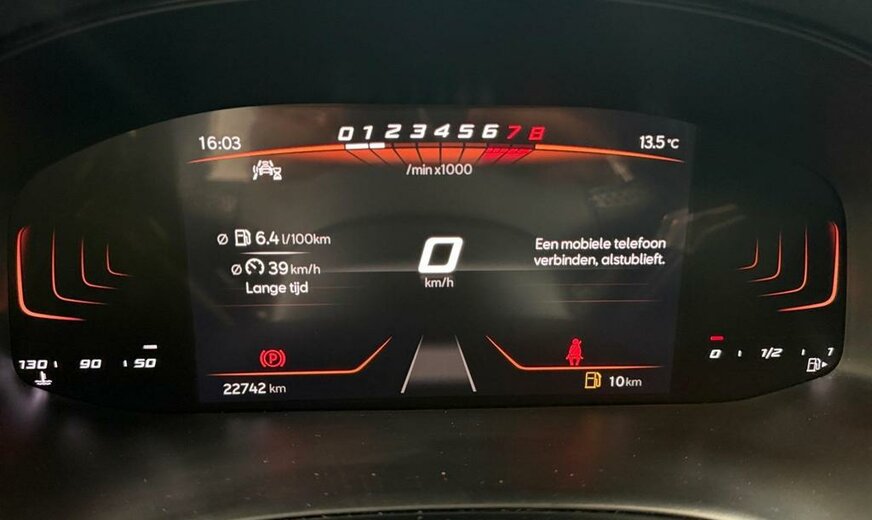 16:03
0 1 2 3 4 5 6 7 8
13.5 °C
/min x1000
Ø 6.4 l/100km
Ø 39 km/h
Lange tijd
0
km/h
Een mobiele telefoon
verbinden, alstublieft.
130 90 50
(P)
0 1/2 1
22742 km
10 km